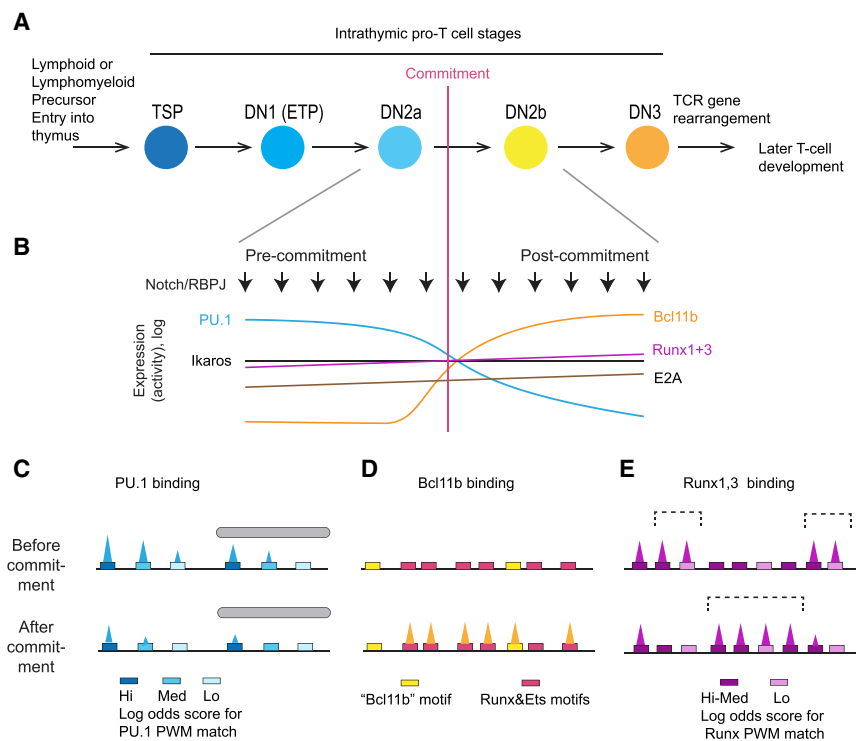 A
Intrathymic pro-T cell stages
Lymphoid or
Lymphomyeloid
Precursor
Entry into
thymus
Commitment
TSP
DN1 (ETP)
DN2a
DN2b
DN3
TCR gene
rearrangement
Later T-cell
development
B
Pre-commitment
Post-commitment
Notch/RBPJ
Expression
(activity), log
PU.1
Ikaros
Bcl11b
Runx1+3
E2A
C
PU.1 binding
D
Bcl11b binding
E
Runx1,3 binding
Before
commit-
ment
After
commit-
ment
Hi
Med
Lo
Log odds score for
PU.1 PWM match
“Bcl11b” motif
Runx&Ets motifs
Hi-Med
Lo
Log odds score for
Runx PWM match